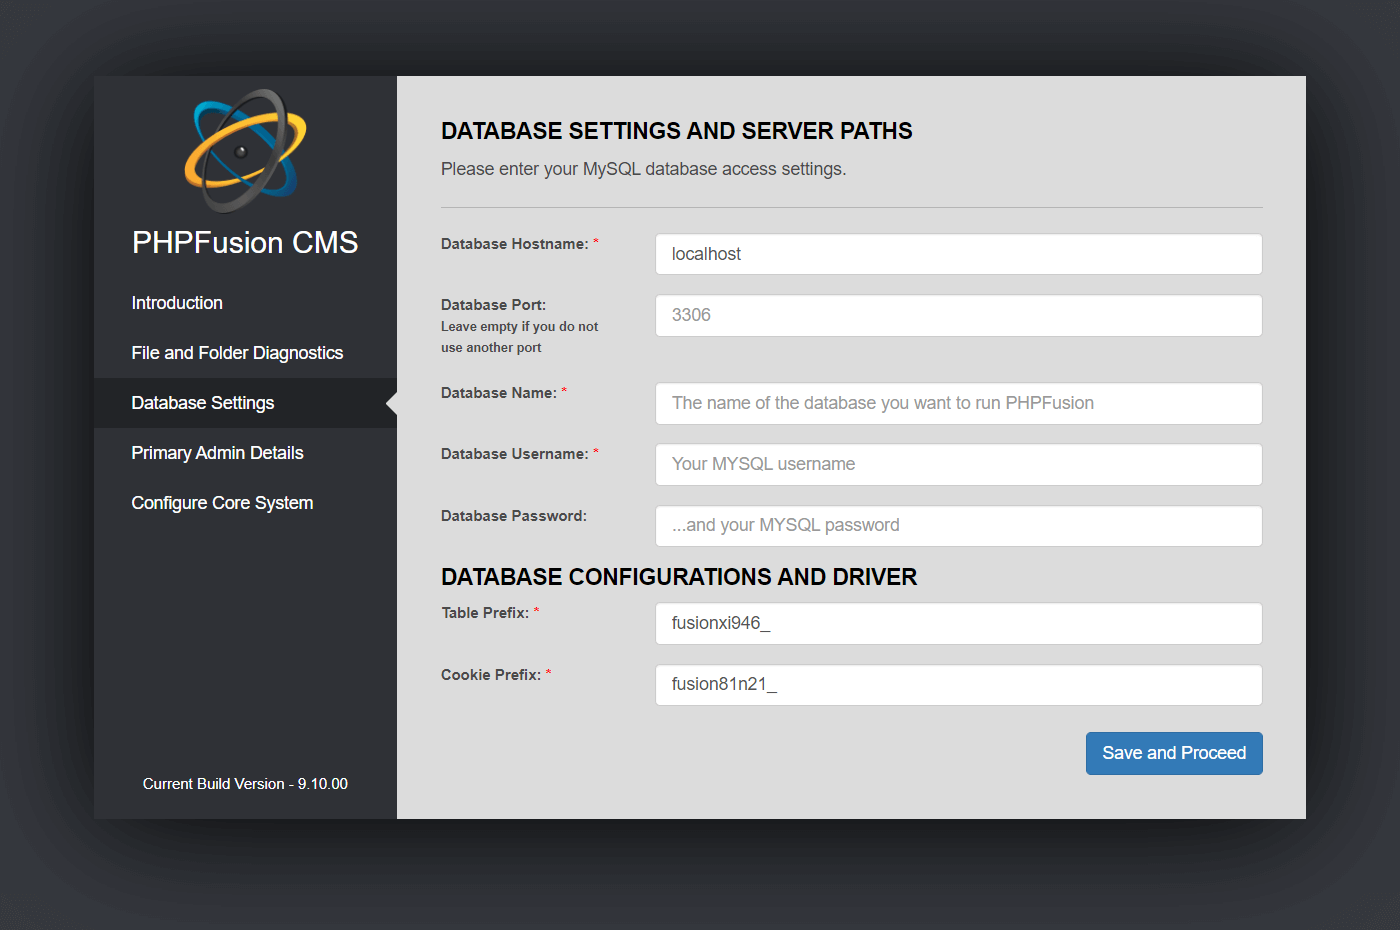 PHPFusion CMS
Introduction
File and Folder Diagnostics
Database Settings
Primary Admin Details
Configure Core System
Current Build Version - 9.10.00
DATABASE SETTINGS AND SERVER PATHS
Please enter your MySQL database access settings.
Database Hostname: *
localhost
Database Port:
Leave empty if you do not
use another port
3306
Database Name: *
The name of the database you want to run PHPFusion
Database Username: *
Your MYSQL username
Database Password:
...and your MYSQL password
DATABASE CONFIGURATIONS AND DRIVER
Table Prefix: *
fusionxi946_
Cookie Prefix: *
fusion81n21_
Save and Proceed